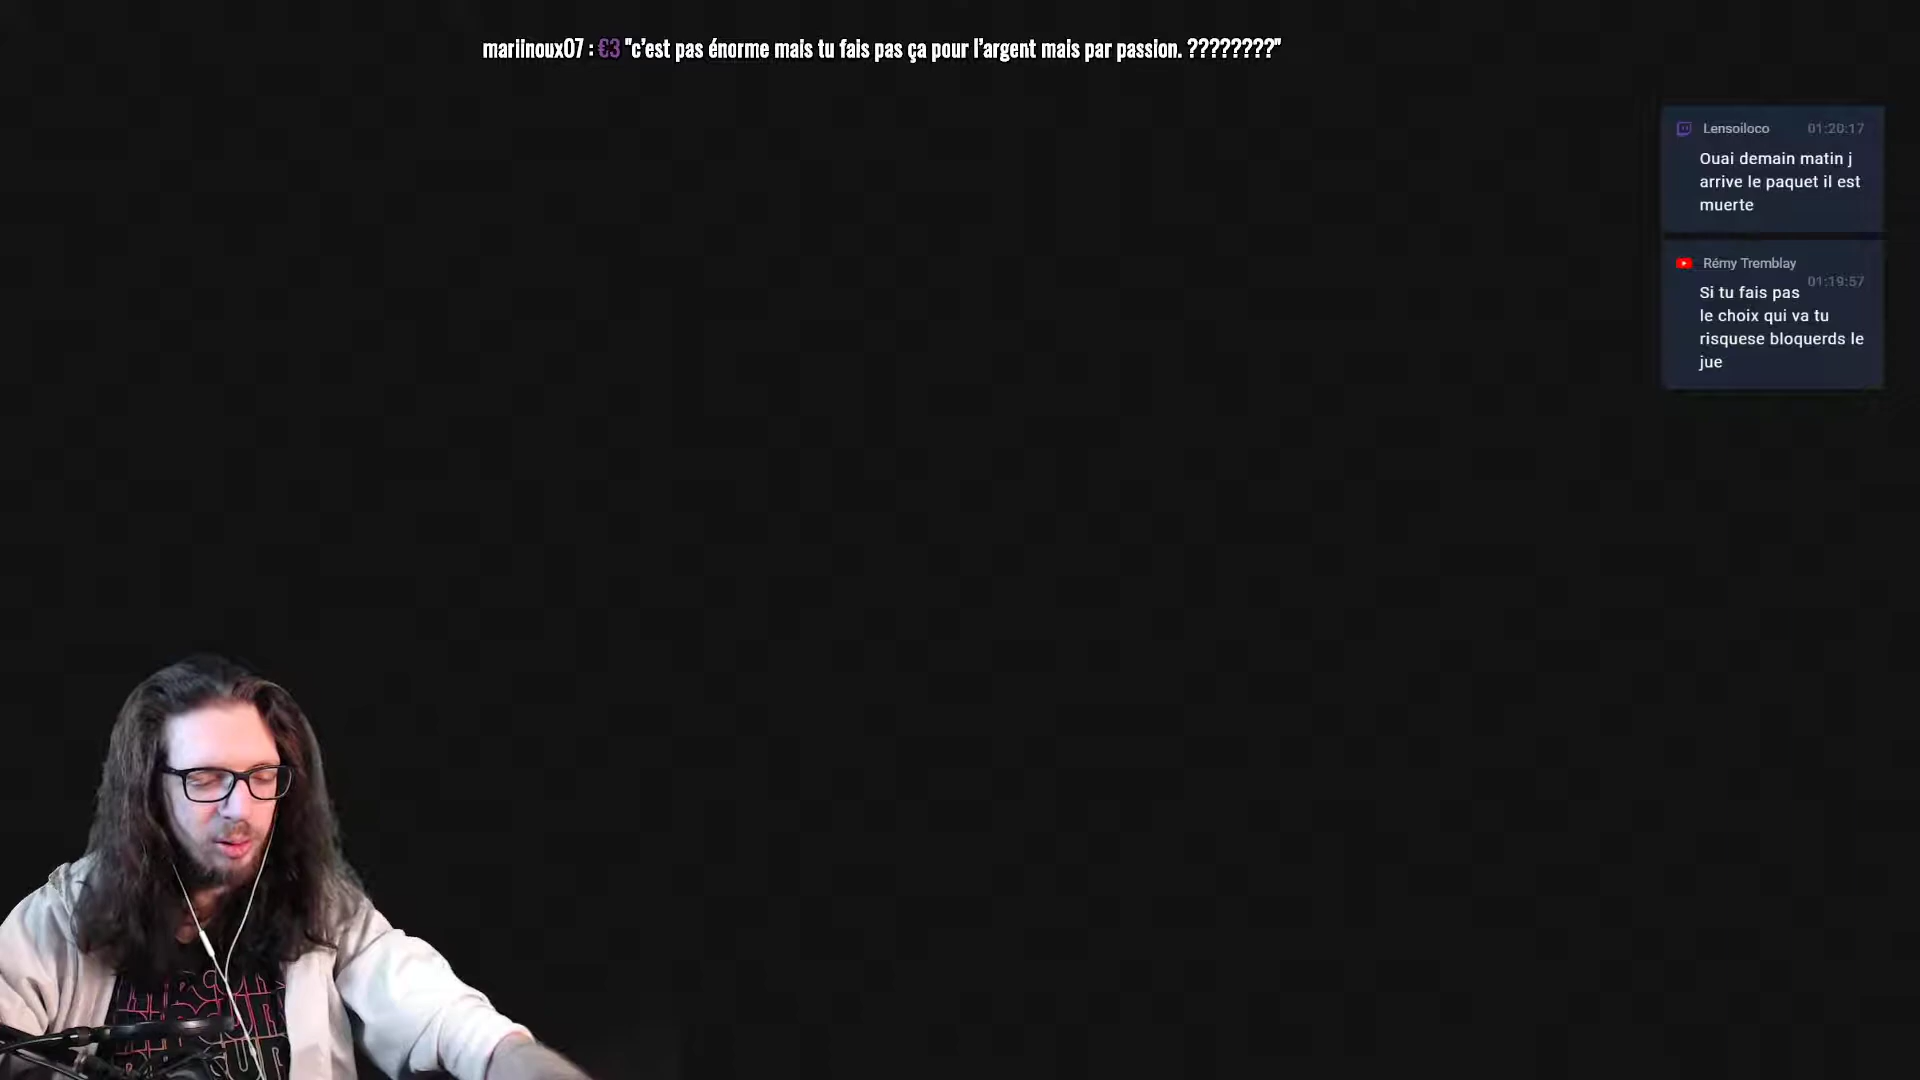 mariinoux07 : €3 "c'est pas énorme mais tu fais pas ça pour l'argent mais par passion. ????????"
Lensoiloco 01:20:17
Ouai demain matin j
arrive le paquet il est
muerte
Rémy Tremblay
01:19:57
Si tu fais pas
le choix qui va tu
risquese bloquerds le
jue